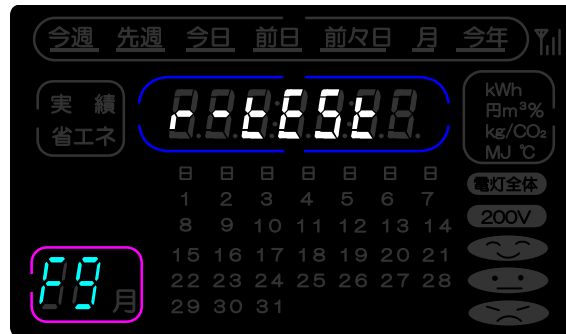 今週 先週 今日 前日 前々日 月 今年
実 績
省エネ
r-tESt
kWh
円m³%
kg/CO₂
MJ ℃
日 日 日 日 日 日 日
1 2 3 4 5 6 7
8 9 10 11 12 13 14
15 16 17 18 19 20 21
22 23 24 25 26 27 28
29 30 31
電灯全体
200V
F9 月